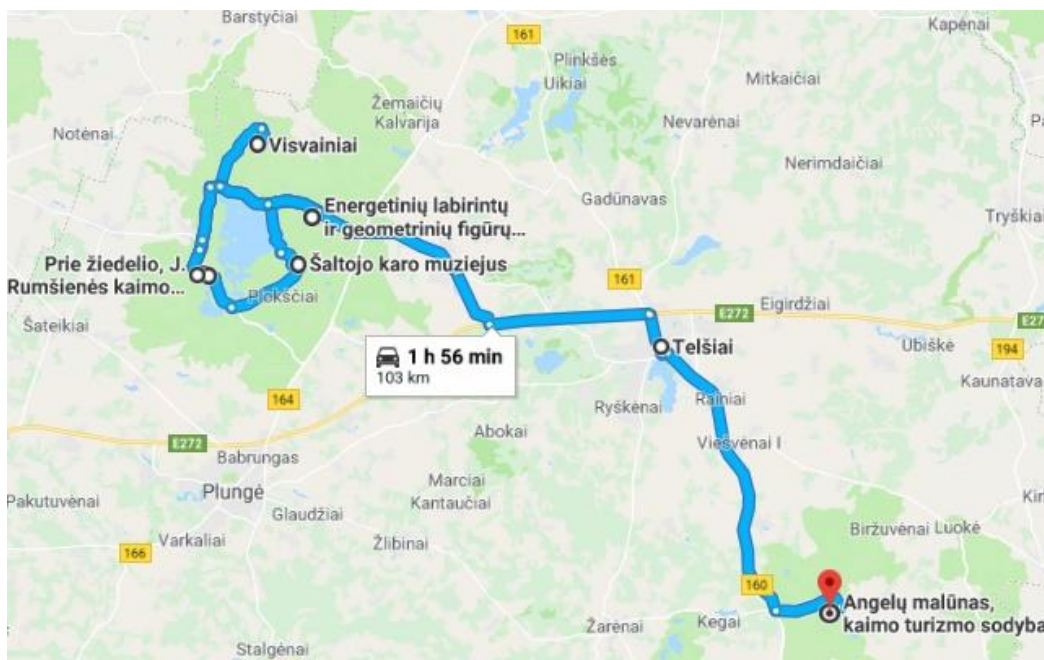 Barstyčiai
161
Kapėnai
Plinkšės
Uikiai
Mitkaičiai
Žemaičių
Kalvarija
Notėnai
Nevarėnai
Visvainiai
Nerimdaičiai
Energetinių labirintų
ir geometrinių figūrų...
Gadūnavas
Tryškiai
Prie žiedelio, J.
Rumšienės kaimo...
Šaltojo karo muziejus
161
Plokščiai
Eigirdžiai
E272
Šateikiai
Telšiai
Ubiškė
194
1 h 56 min
103 km
Kaunatava
164
Ryškėnai
Rainiai
Abokai
Viešvėnai I
E272
Babrungas
Marciai
Kantaučiai
Pakutuvėnai
Plungė
Glaudžiai
Biržuvėnai
Luokė
Varkaliai
166
Žlibinai
160
Angelų malūnas,
kaimo turizmo sodyba
Žarėnai
Kegai
Stalgėnai